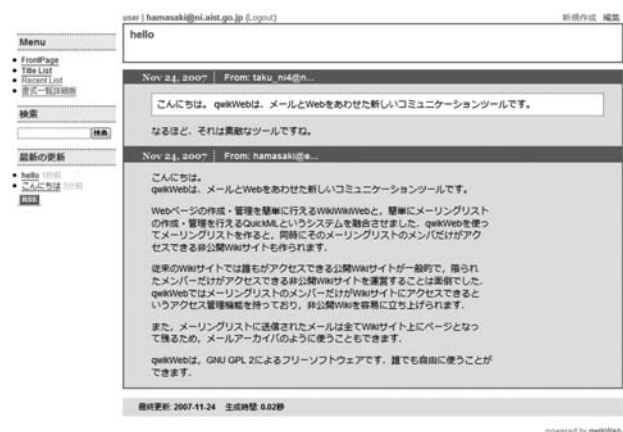 user | hamasaki@ni.aist.go.jp (Logout)
新規作成 編集
Menu
FrontPage
Title List
Recent List
書式一覧詳細版
検索
検索
最新の更新
hello 1秒前
こんにちは 3分前
RSS
hello
Nov 24, 2007 From: taku_ni4@n...
こんにちは。 qwikWebは、メールとWebをあわせた新しいコミュニケーションツールです。
なるほど、それは素敵なツールですね。
Nov 24, 2007 From: hamasaki@e...
こんにちは。
qwikWebは、メールとWebをあわせた新しいコミュニケーションツールです。
Webページの作成・管理を簡単に行えるWikiWikiWebと，簡単にメーリングリスト
の作成・管理を行えるQuickMLというシステムを融合させました．qwikWebを使っ
てメーリングリストを作ると，同時にそのメーリングリストのメンバだけがアク
セスできる非公開Wikiサイトも作られます．
従来のWikiサイトでは誰もがアクセスできる公開Wikiサイトが一般的で，限られ
たメンバーだけがアクセスできる非公開Wikiサイトを運営することは面倒でした．
qwikWebではメーリングリストのメンバーだけがWikiサイトにアクセスできると
いうアクセス管理機能を持っており，非公開Wikiを容易に立ち上げられます．
また，メーリングリストに送信されたメールは全てWikiサイト上にページとなっ
て残るため，メールアーカイバのように使うこともできます．
qwikWebは，GNU GPL 2によるフリーソフトウェアです．誰でも自由に使うことが
できます．
最終更新: 2007-11-24 生成時間: 0.02秒
powered by qwikWeb